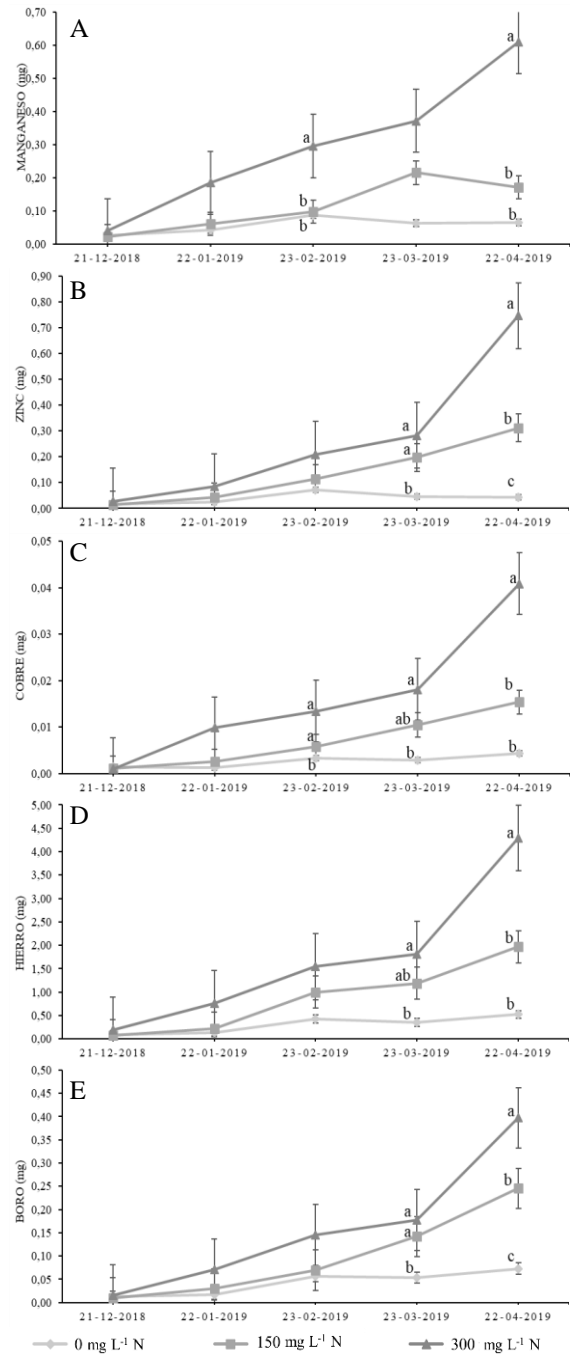 A
MANGANESO (mg)
0,70
0,60
0,50
0,40
0,30
0,20
0,10
0,00
a
a
b
b
b
b
21-12-2018 22-01-2019 23-02-2019 23-03-2019 22-04-2019
B
ZINC (mg)
0,90
0,80
0,70
0,60
0,50
0,40
0,30
0,20
0,10
0,00
a
a
b
a
b
c
21-12-2018 22-01-2019 23-02-2019 23-03-2019 22-04-2019
C
COBRE (mg)
0,05
0,04
0,03
0,02
0,01
0,00
a
a
a
b
ab
a
b
b
b
21-12-2018 22-01-2019 23-02-2019 23-03-2019 22-04-2019
D
HIERRO (mg)
5,00
4,50
4,00
3,50
3,00
2,50
2,00
1,50
1,00
0,50
0,00
a
a
b
ab
b
b
21-12-2018 22-01-2019 23-02-2019 23-03-2019 22-04-2019
E
BORO (mg)
0,50
0,45
0,40
0,35
0,30
0,25
0,20
0,15
0,10
0,05
0,00
a
b
a
a
b
c
21-12-2018 22-01-2019 23-02-2019 23-03-2019 22-04-2019
0 mg L⁻¹ N 150 mg L⁻¹ N 300 mg L⁻¹ N